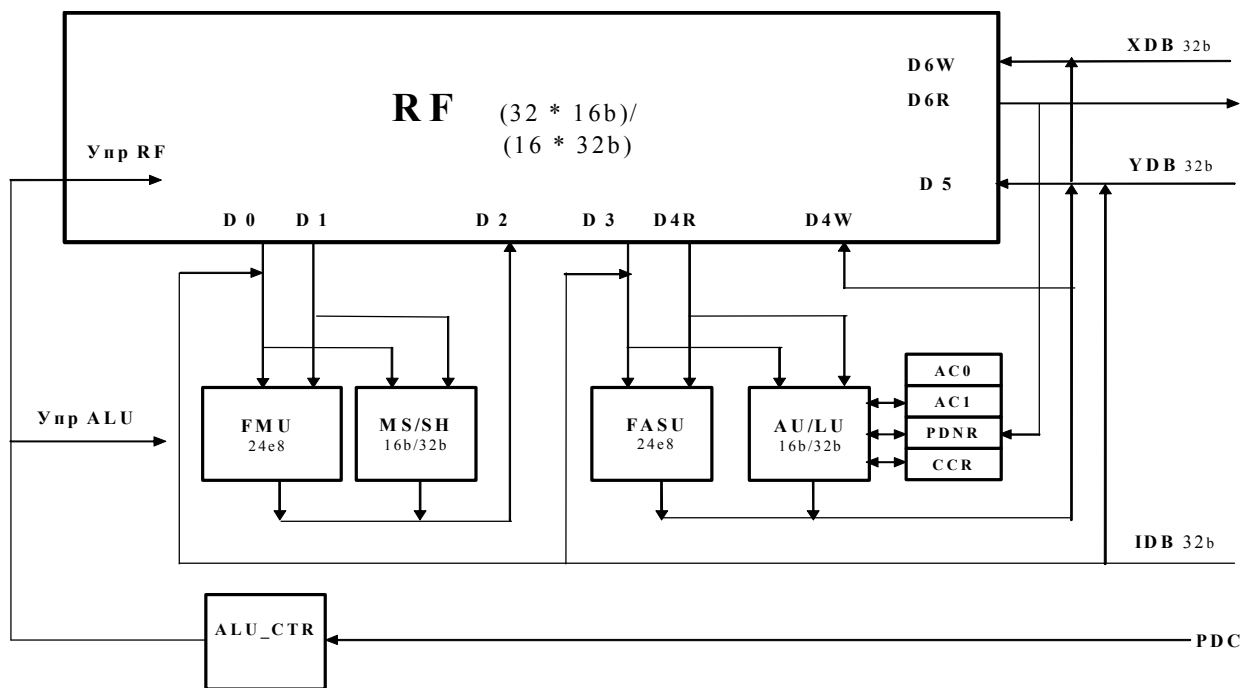 XDB 32b
D6W
RF (32 * 16b)/
(16 * 32b)
D6R
Упр RF
YDB 32b
D 5
D 0 D 1 D 2 D 3 D4R D4W
AC0
Упр ALU
FMU
24e8
MS/SH
16b/32b
FASU
24e8
AU/LU
16b/32b
AC1
PDNR
CCR
IDB 32b
ALU_CTR
PDC